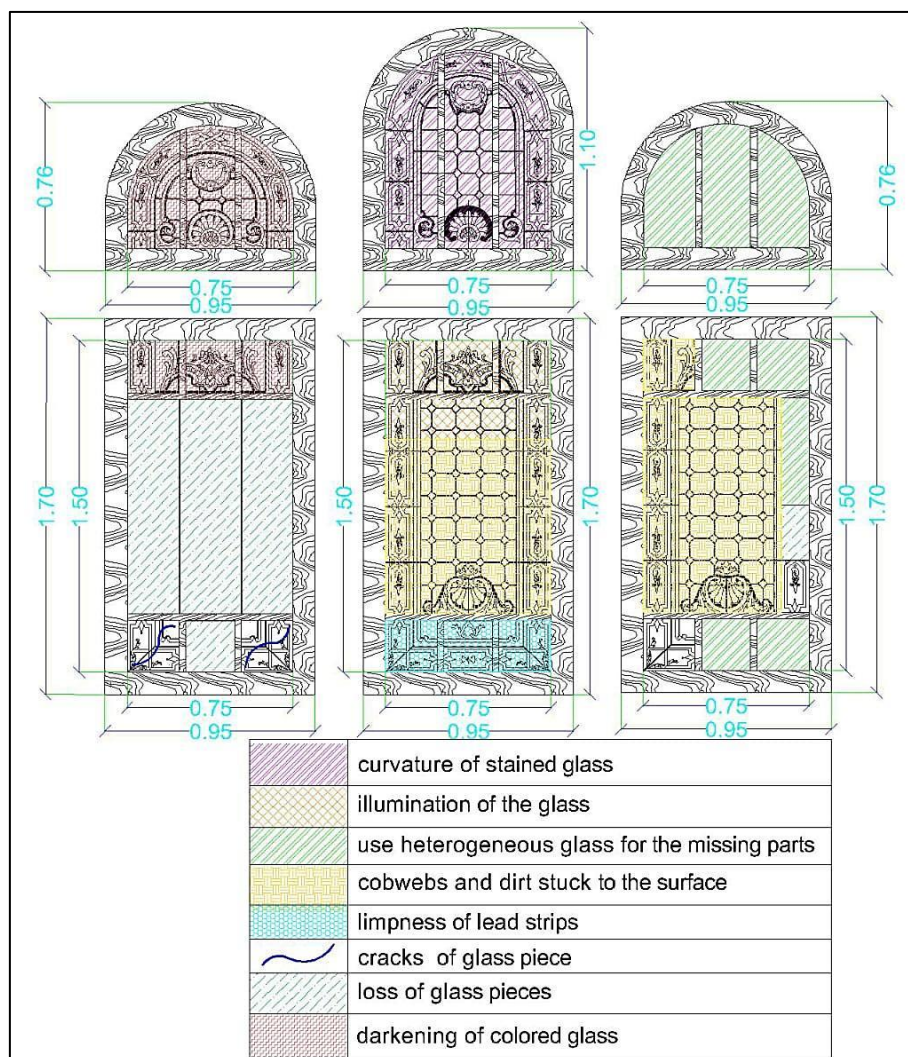 0.76
1.10
0.76
0.75
0.95
0.75
0.95
0.75
0.95
1.70
1.50
1.50
1.70
1.50
1.70
0.75
0.95
0.75
0.95
0.75
0.95
curvature of stained glass
illumination of the glass
use heterogeneous glass for the missing parts
cobwebs and dirt stuck to the surface
limpness of lead strips
cracks of glass piece
loss of glass pieces
darkening of colored glass